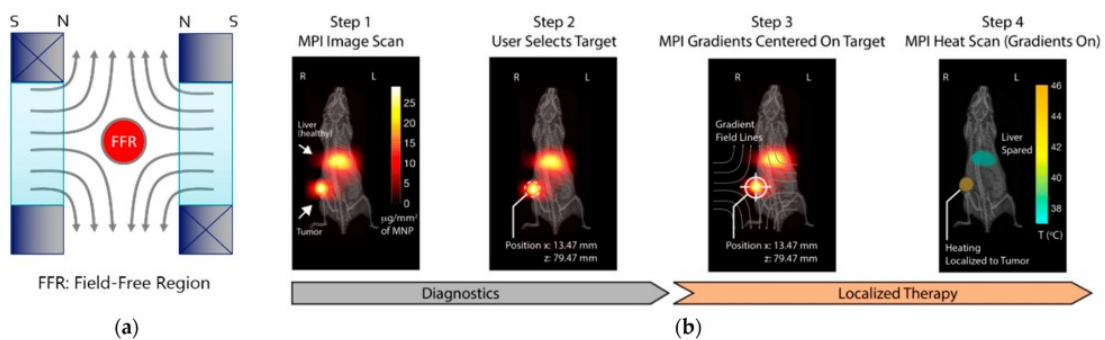 S N N S
FFR
FFR: Field-Free Region
(a)
Step 1
MPI Image Scan
R L
Liver
(healthy)
Tumor
25
20
15
10
5
0
μg/mm²
of MNP
Step 2
User Selects Target
R L
Position x: 13.47 mm
z: 79.47 mm
Step 3
MPI Gradients Centered On Target
R L
Gradient
Field Lines
Position x: 13.47 mm
z: 79.47 mm
Step 4
MPI Heat Scan (Gradients On)
R L
Liver
Spared
Heating
Localized to Tumor
46
44
42
40
38
T (°C)
Diagnostics
Localized Therapy
(b)